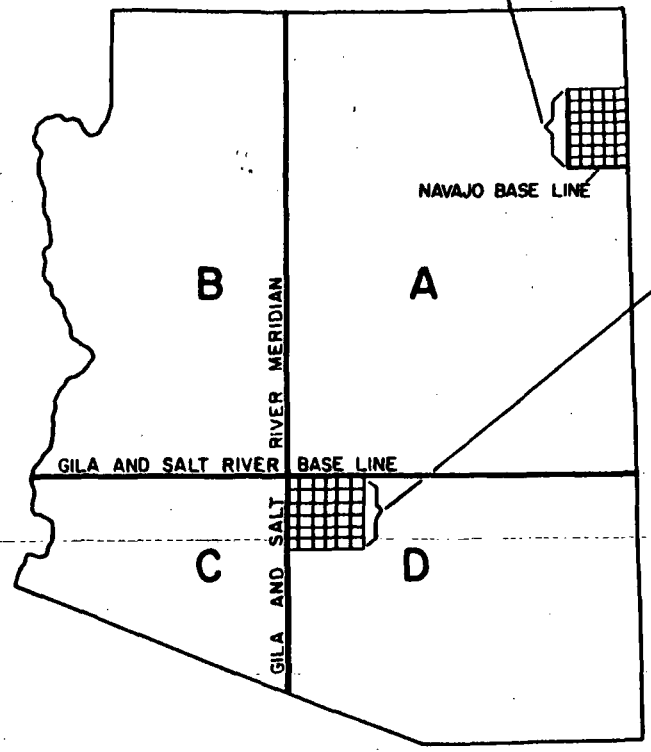 NAVAJO BASE LINE
B
A
GILA AND SALT RIVER MERIDIAN
GILA AND SALT RIVER BASE LINE
C
D